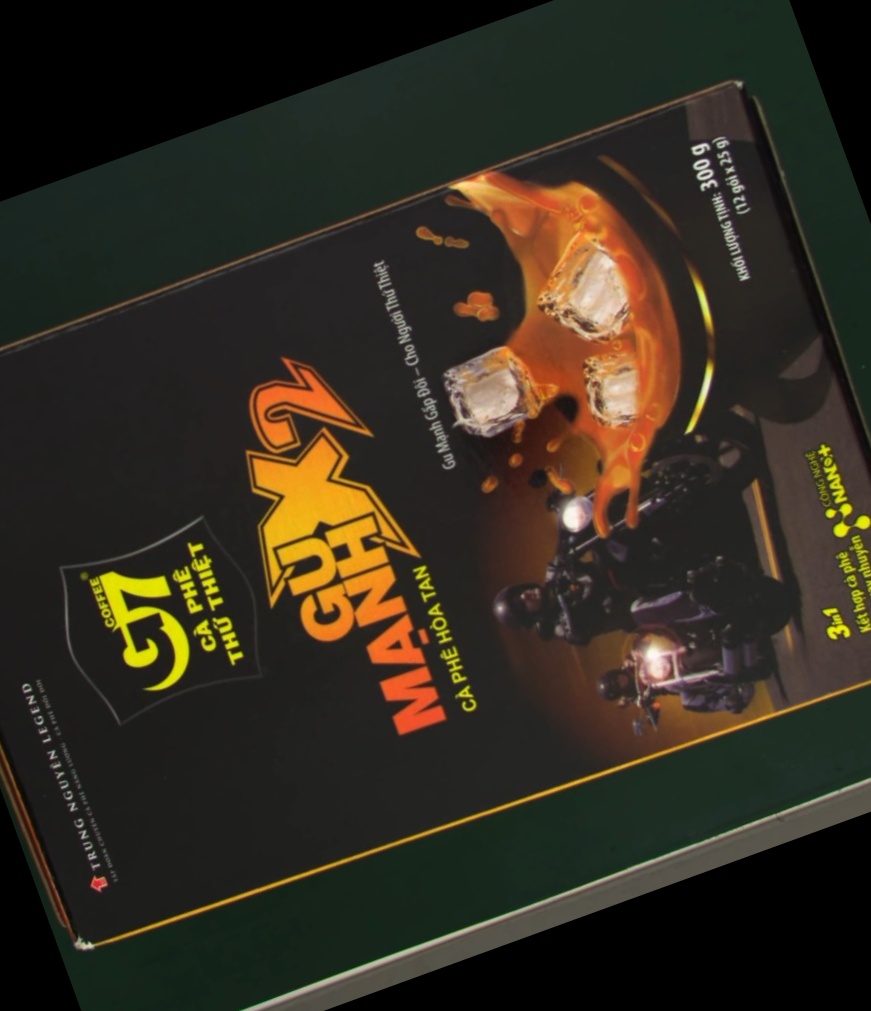 TRUNG NGUYÊN LEGEND
COFFEE
G7
®
CÀ PHÊ
THỨ THIỆT
GU
MẠNH X2
CÀ PHÊ HÒA TAN
Gu Mạnh Gấp Đôi – Cho Người Thứ Thiệt
3in1
Kết hợp cà phê
nhuyễn
CÔNG NGHỆ
NANO+
KHỐI LƯỢNG TỊNH: 300 g
(12 gói x 25 g)